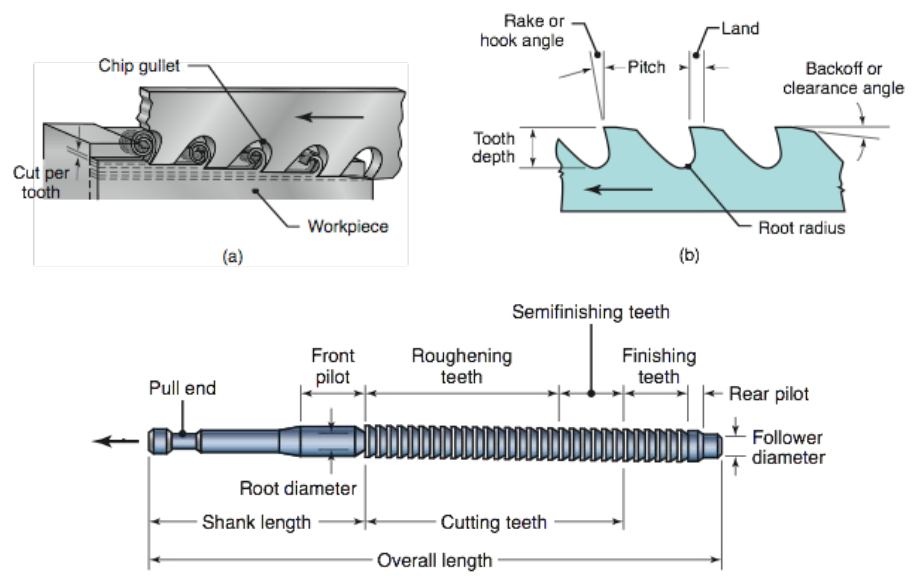 Chip gullet
Cut per
tooth
Workpiece
(a)
Rake or
hook angle
Land
Pitch
Backoff or
clearance angle
Tooth
depth
Root radius
(b)
Semifinishing teeth
Front
pilot
Roughening
teeth
Finishing
teeth
Pull end
Rear pilot
Follower
diameter
Root diameter
Shank length
Cutting teeth
Overall length